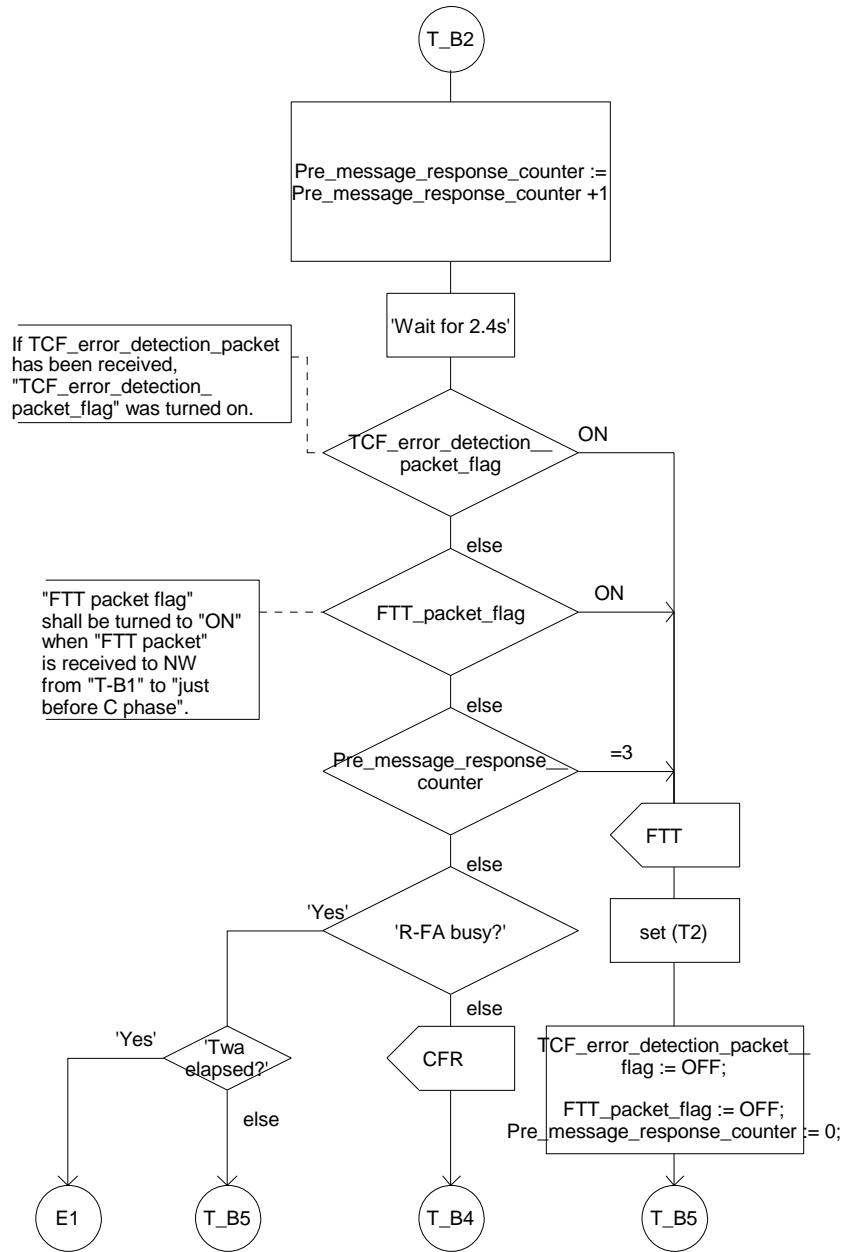 T_B2
Pre_message_response_counter :=
Pre_message_response_counter +1
'Wait for 2.4s'
If TCF_error_detection_packet
has been received,
"TCF_error_detection_
packet_flag" was turned on.
TCF_error_detection__
packet_flag
ON
else
"FTT packet flag"
shall be turned to "ON"
when "FTT packet"
is received to NW
from "T-B1" to "just
before C phase".
FTT_packet_flag
ON
else
Pre_message_response__
counter
=3
else
FTT
'R-FA busy?'
'Yes'
else
set (T2)
'Twa
elapsed?'
'Yes'
else
CFR
TCF_error_detection_packet__
flag := OFF;
FTT_packet_flag := OFF;
Pre_message_response_counter := 0;
E1
T_B5
T_B4
T_B5